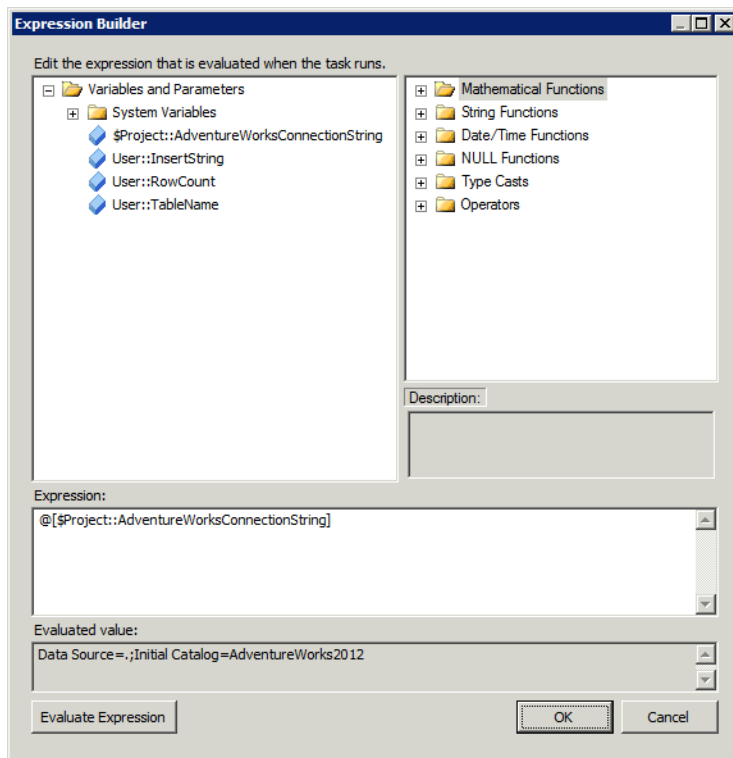 Expression Builder
Edit the expression that is evaluated when the task runs.
Variables and Parameters
System Variables
$Project::AdventureWorksConnectionString
User::InsertString
User::RowCount
User::TableName
Mathematical Functions
String Functions
Date/Time Functions
NULL Functions
Type Casts
Operators
Description:
Expression:
@[$Project::AdventureWorksConnectionString]
Evaluated value:
Data Source=.;Initial Catalog=AdventureWorks2012
Evaluate Expression
OK
Cancel